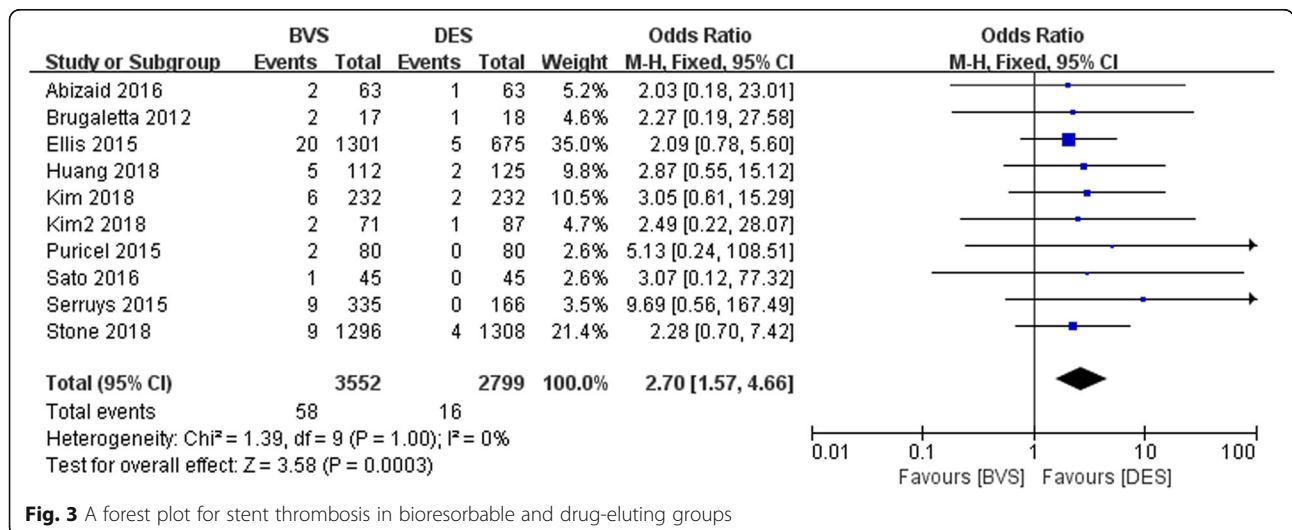 BVS DES Odds Ratio Odds Ratio
Study or Subgroup Events Total Events Total Weight M-H, Fixed, 95% CI M-H, Fixed, 95% CI
Abizaid 2016 2 63 1 63 5.2% 2.03 [0.18, 23.01]
Brugaletta 2012 2 17 1 18 4.6% 2.27 [0.19, 27.58]
Ellis 2015 20 1301 5 675 35.0% 2.09 [0.78, 5.60]
Huang 2018 5 112 2 125 9.8% 2.87 [0.55, 15.12]
Kim 2018 6 232 2 232 10.5% 3.05 [0.61, 15.29]
Kim2 2018 2 71 1 87 4.7% 2.49 [0.22, 28.07]
Puricel 2015 2 80 0 80 2.6% 5.13 [0.24, 108.51]
Sato 2016 1 45 0 45 2.6% 3.07 [0.12, 77.32]
Serruys 2015 9 335 0 166 3.5% 9.69 [0.56, 167.49]
Stone 2018 9 1296 4 1308 21.4% 2.28 [0.70, 7.42]
Total (95% CI) 3552 2799 100.0% 2.70 [1.57, 4.66]
Total events 58 16
Heterogeneity: Chi² = 1.39, df = 9 (P = 1.00); I² = 0%
Test for overall effect: Z = 3.58 (P = 0.0003)
0.01 0.1 1 10 100
Favours [BVS] Favours [DES]
Fig. 3 A forest plot for stent thrombosis in bioresorbable and drug-eluting groups